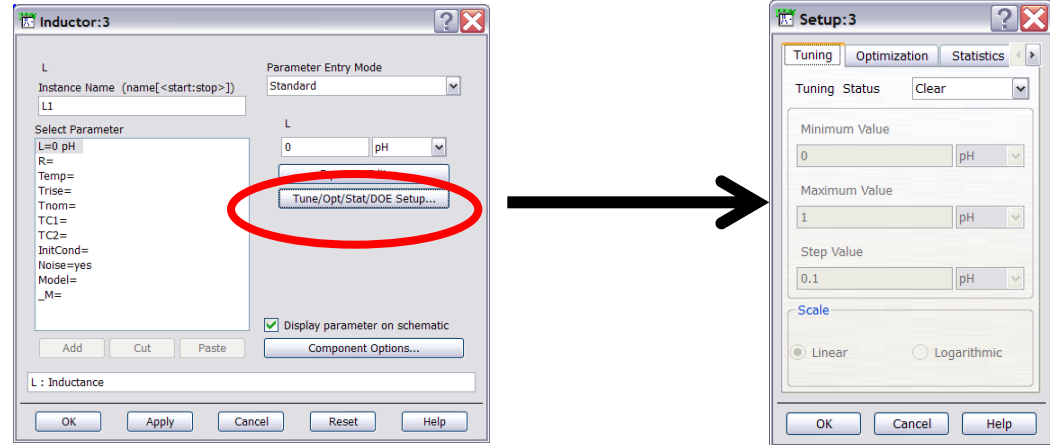 Inductor:3
L
Instance Name (name[<start:stop>])
L1
Select Parameter
L=0 pH
R=
Temp=
Trise=
Tnom=
TC1=
TC2=
InitCond=
Noise=yes
Model=
_M=
Add Cut Paste
Parameter Entry Mode
Standard
L
0 pH
Tune/Opt/Stat/DOE Setup...
Display parameter on schematic
Component Options...
L : Inductance
OK Apply Cancel Reset Help
Setup:3
Tuning Optimization Statistics
Tuning Status Clear
Minimum Value
0 pH
Maximum Value
1 pH
Step Value
0.1 pH
Scale
Linear Logarithmic
OK Cancel Help